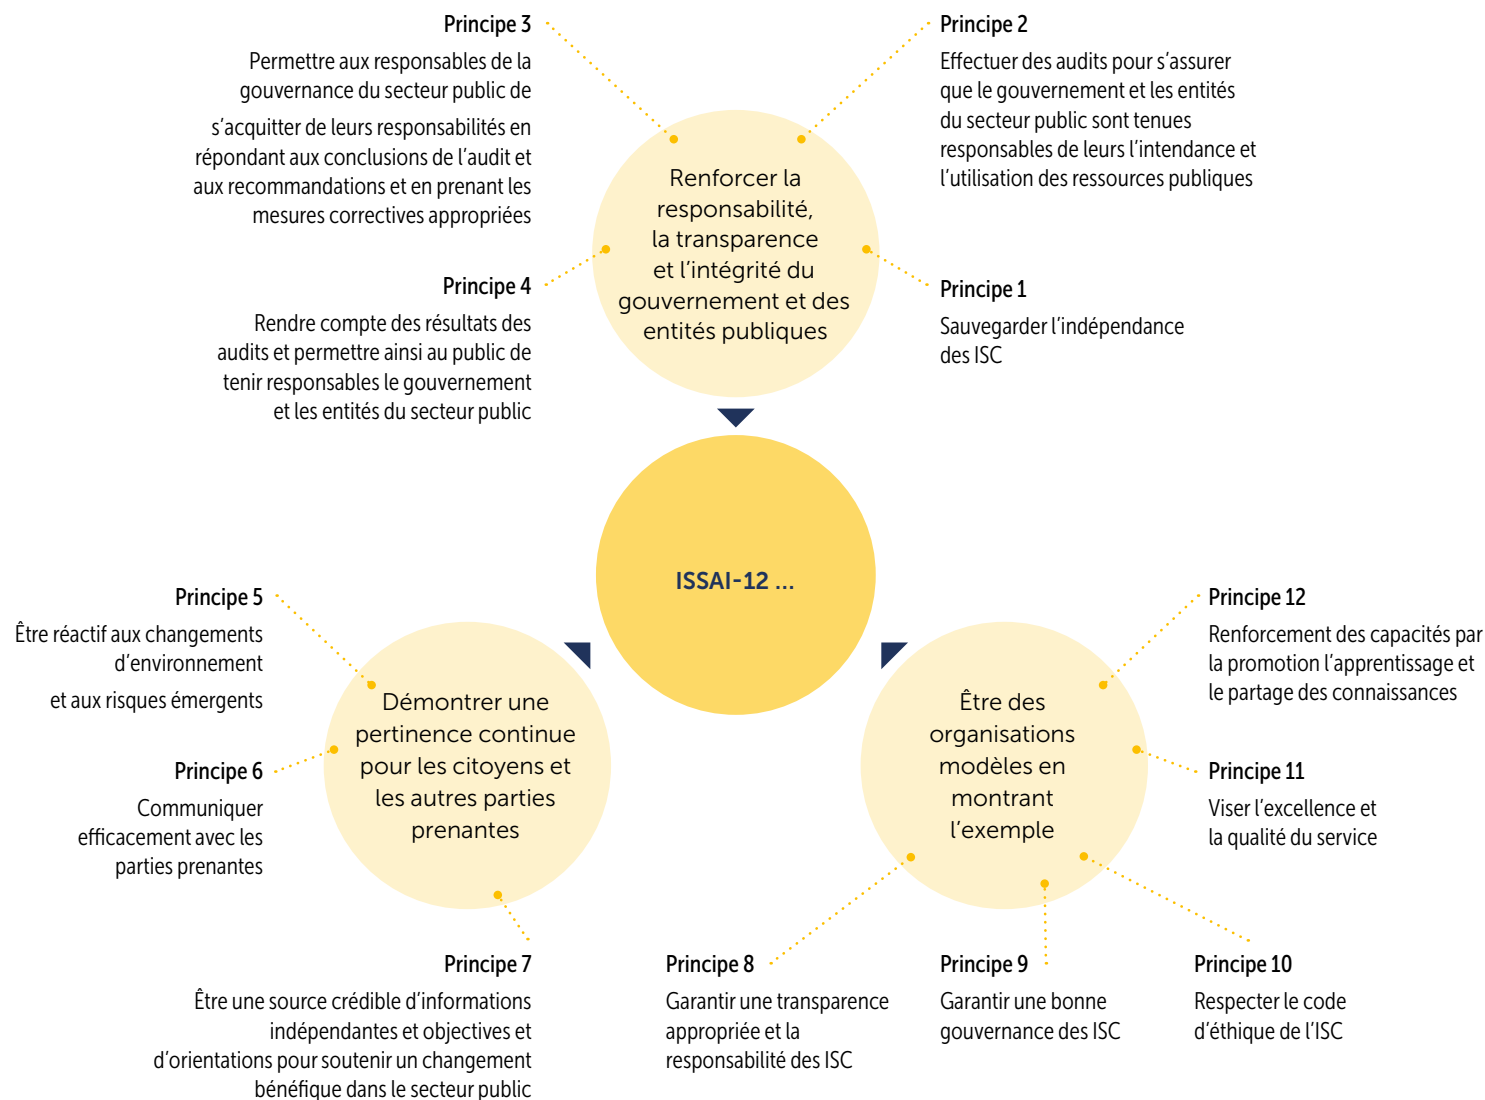 Principe 3
Permettre aux responsables de la
gouvernance du secteur public de
s'acquitter de leurs responsabilités en
répondant aux conclusions de l'audit et
aux recommandations et en prenant les
mesures correctives appropriées
Principe 2
Effectuer des audits pour s'assurer
que le gouvernement et les entités
du secteur public sont tenues
responsables de leurs l'intendance et
l'utilisation des ressources publiques
Renforcer la
responsabilité,
la transparence
et l'intégrité du
gouvernement et des
entités publiques
Principe 4
Rendre compte des résultats des
audits et permettre ainsi au public de
tenir responsables le gouvernement
et les entités du secteur public
Principe 1
Sauvegarder l'indépendance
des ISC
ISSAI-12 ...
Principe 5
Être réactif aux changements
d'environnement
et aux risques émergents
Principe 6
Communiquer
efficacement avec les
parties prenantes
Démontrer une
pertinence continue
pour les citoyens et
les autres parties
prenantes
Être des
organisations
modèles en
montrant
l'exemple
Principe 12
Renforcement des capacités par
la promotion l'apprentissage et
le partage des connaissances
Principe 11
Viser l'excellence et
la qualité du service
Principe 7
Être une source crédible d'informations
indépendantes et objectives et
d'orientations pour soutenir un changement
bénéfique dans le secteur public
Principe 8
Garantir une transparence
appropriée et la
responsabilité des ISC
Principe 9
Garantir une bonne
gouvernance des ISC
Principe 10
Respecter le code
d'éthique de l'ISC